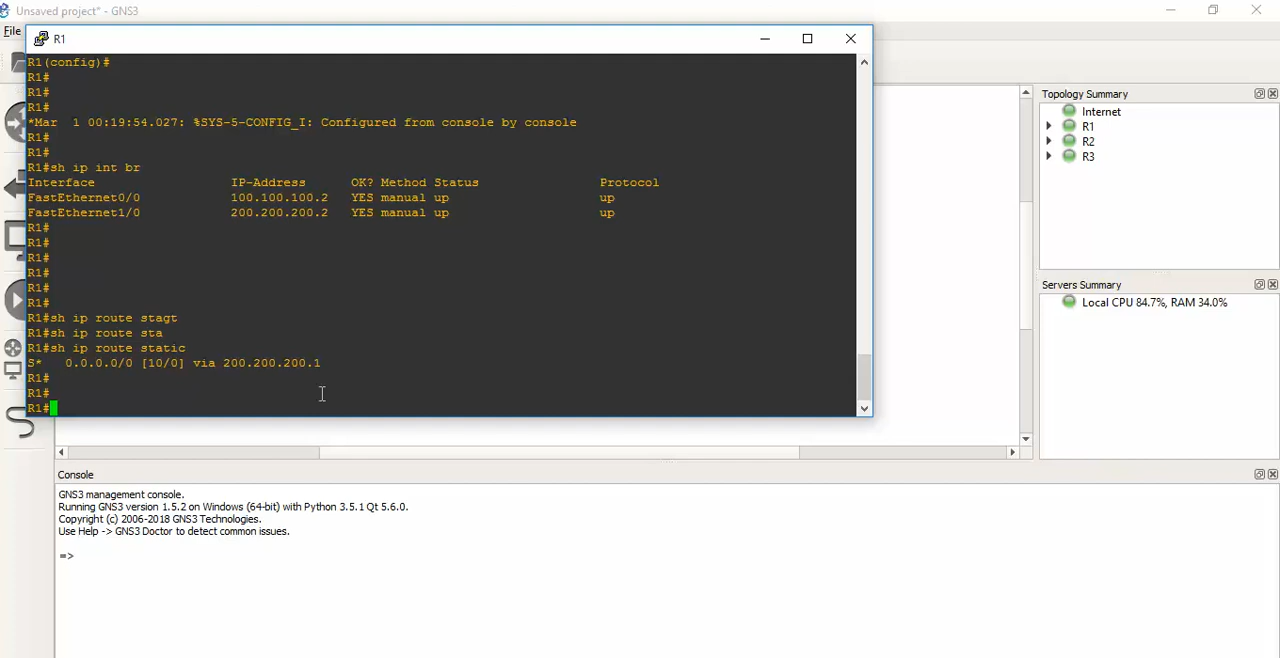 Unsaved project* - GNS3
File
R1
R1(config)#
R1#
R1#
R1#
*Mar  1 00:19:54.027: %SYS-5-CONFIG_I: Configured from console by console
R1#
R1#
R1#sh ip int br
Interface                  IP-Address      OK? Method Status                Protocol
FastEthernet0/0            100.100.100.2   YES manual up                    up
FastEthernet1/0            200.200.200.2   YES manual up                    up
R1#
R1#
R1#
R1#
R1#
R1#
R1#sh ip route stagt
R1#sh ip route sta
R1#sh ip route static
S*   0.0.0.0/0 [10/0] via 200.200.200.1
R1#
R1#
R1#
Topology Summary
Internet
R1
R2
R3
Servers Summary
Local CPU 84.7%, RAM 34.0%
Console
GNS3 management console.
Running GNS3 version 1.5.2 on Windows (64-bit) with Python 3.5.1 Qt 5.6.0.
Copyright (c) 2006-2018 GNS3 Technologies.
Use Help -> GNS3 Doctor to detect common issues.
=>